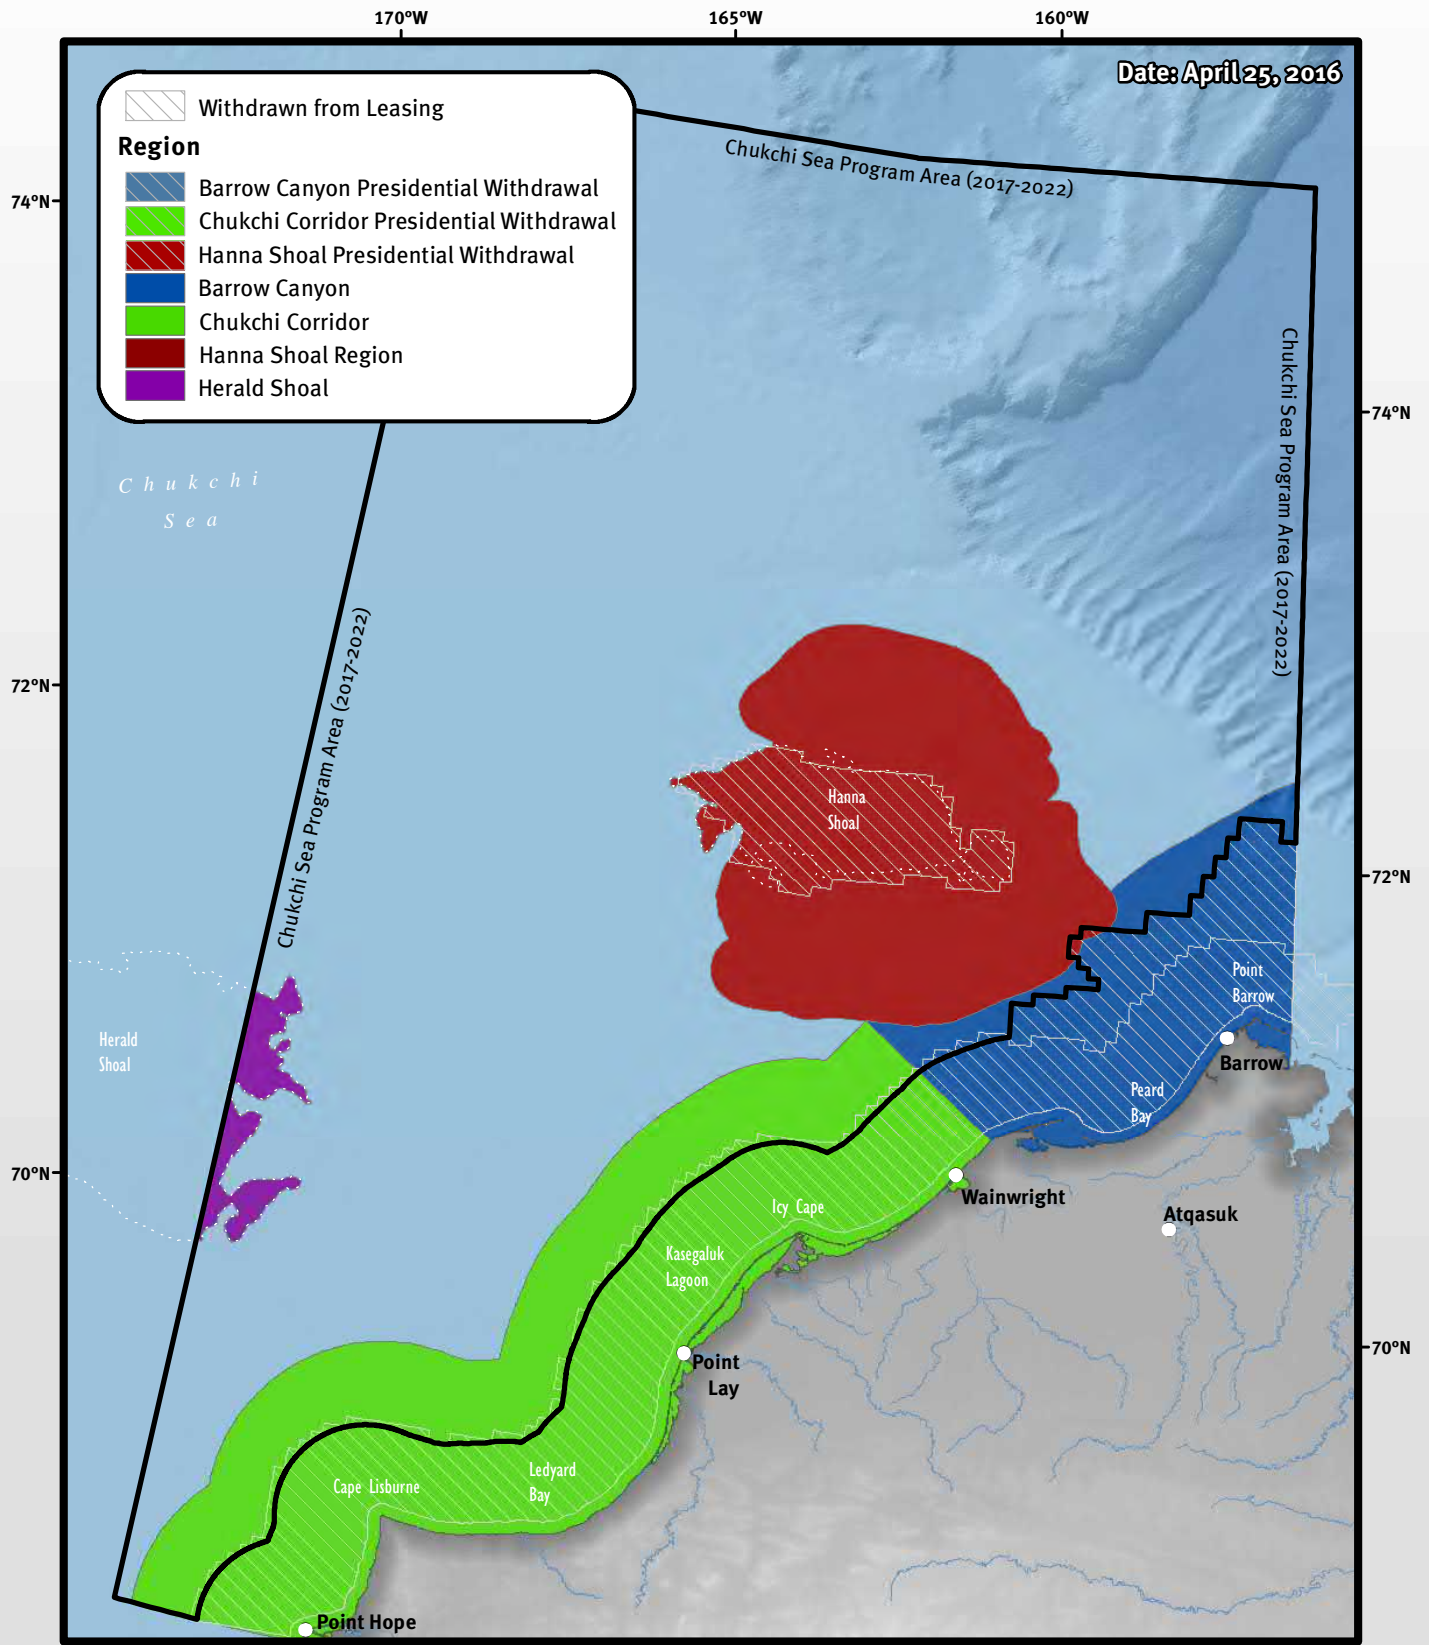 170°W
165°W
160°W
Date: April 25, 2016
Withdrawn from Leasing
Region
Barrow Canyon Presidential Withdrawal
Chukchi Corridor Presidential Withdrawal
Hanna Shoal Presidential Withdrawal
Barrow Canyon
Chukchi Corridor
Hanna Shoal Region
Herald Shoal
Chukchi Sea Program Area (2017-2022)
74°N
Chukchi Sea Program Area (2017-2022)
74°N
Chukchi
Sea
Chukchi Sea Program Area (2017-2022)
72°N
Hanna
Shoal
72°N
Point
Barrow
Herald
Shoal
Barrow
Peard
Bay
70°N
Wainwright
Icy Cape
Atqasuk
Kasegaluk
Lagoon
70°N
Point
Lay
Ledyard
Bay
Cape Lisburne
Point Hope